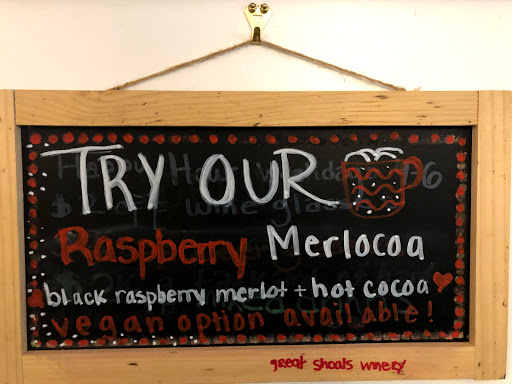 TRY OUR
Raspberry Merlocoa
black raspberry merlot + hot cocoa
vegan option available!
great shoals winery